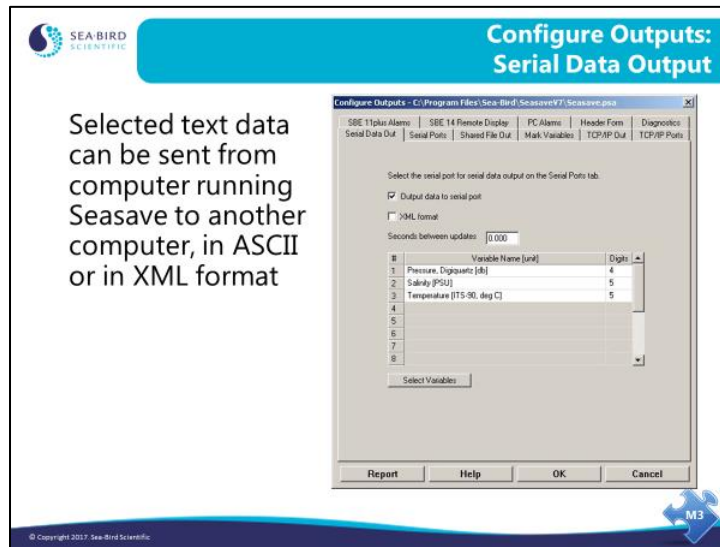 SEA·BIRD
SCIENTIFIC
Configure Outputs:
Serial Data Output
Selected text data
can be sent from
computer running
Seasave to another
computer, in ASCII
or in XML format
Configure Outputs - C:\Program Files\Sea-Bird\SeasaveV7\Seasave.psa
SBE 11plus Alarms SBE 14 Remote Display PC Alarms Header Form Diagnostics
Serial Data Out Serial Ports Shared File Out Mark Variables TCP/IP Out TCP/IP Ports
Select the serial port for serial data output on the Serial Ports tab.
Output data to serial port
XML format
Seconds between updates 0.000
# Variable Name [unit] Digits
1 Pressure, Digiquartz [db] 4
2 Salinity [PSU] 5
3 Temperature [ITS-90, deg C] 5
4
5
6
7
8
Select Variables
Report Help OK Cancel
M3
© Copyright 2017. Sea-Bird Scientific